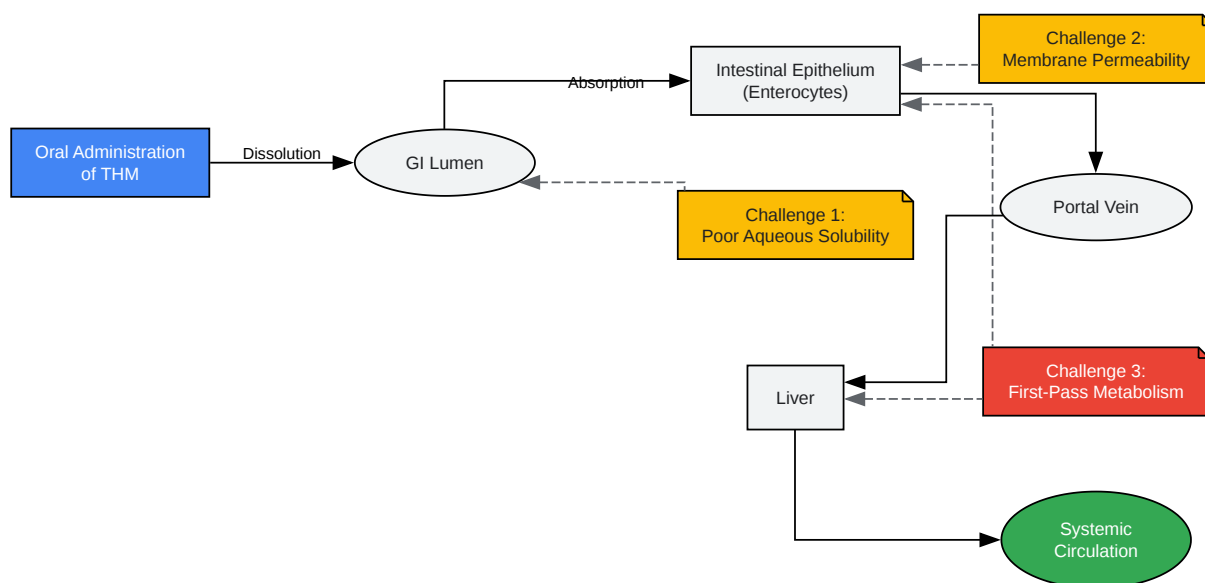 Challenge 2:
Membrane Permeability
Intestinal Epithelium
(Enterocytes)
Absorption
Oral Administration
of THM
Dissolution
GI Lumen
Challenge 1:
Poor Aqueous Solubility
Portal Vein
Challenge 3:
First-Pass Metabolism
Liver
Systemic
Circulation